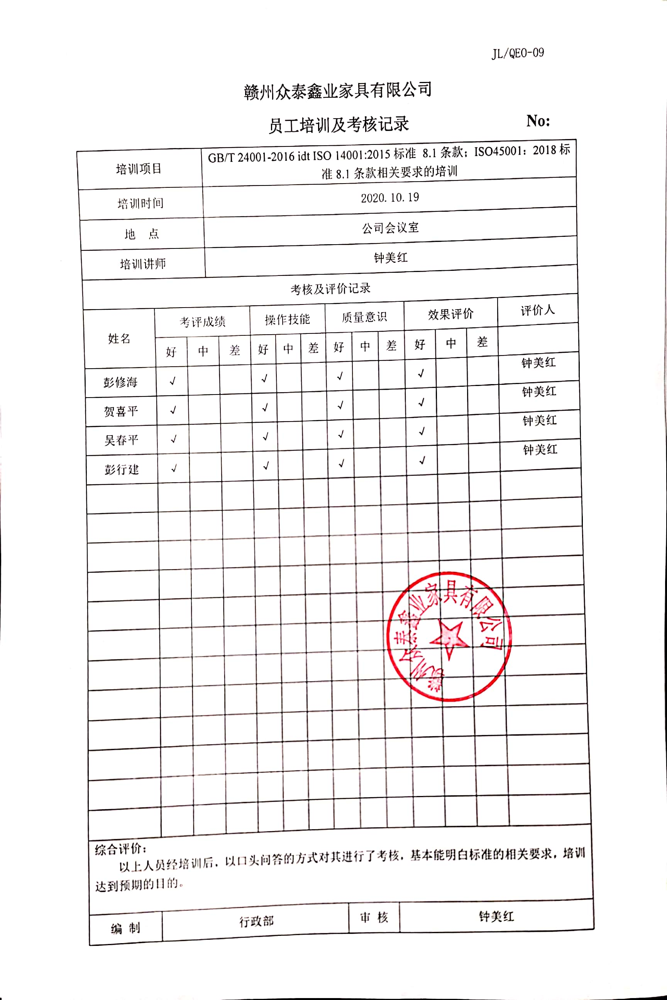 JL/QEO-09
赣州众泰鑫业家具有限公司
员工培训及考核记录 No:
培训项目 GB/T 24001-2016 idt ISO 14001:2015 标准 8.1 条款；ISO45001：2018 标
准 8.1 条款相关要求的培训
培训时间 2020.10.19
地 点 公司会议室
培训讲师 钟美红
考核及评价记录
姓名 考评成绩 操作技能 质量意识 效果评价 评价人
好 中 差 好 中 差 好 中 差 好 中 差
彭修海 √ √ √ √ 钟美红
贺喜平 √ √ √ √ 钟美红
吴春平 √ √ √ √ 钟美红
彭行建 √ √ √ √ 钟美红
赣州众泰鑫业家具有限公司
综合评价：
以上人员经培训后，以口头问答的方式对其进行了考核，基本能明白标准的相关要求，培训
达到预期的目的。
编 制 行政部 审 核 钟美红